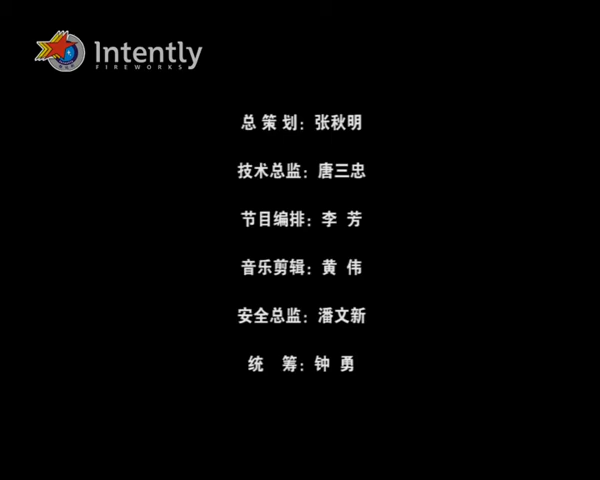 Intently
FIREWORKS
总 策 划：张秋明
技术总监：唐三忠
节目编排：李 芳
音乐剪辑：黄 伟
安全总监：潘文新
统 筹：钟 勇